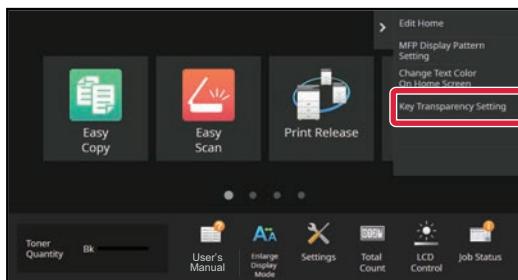 Edit Home
MFP Display Pattern
Setting
Change Text Color
On Home Screen
Key Transparency Setting
Easy
Copy
Easy
Scan
Print Release
Toner
Quantity
Bk
User's
Manual
Enlarge
Display
Mode
Settings
Total
Count
LCD
Control
Job Status